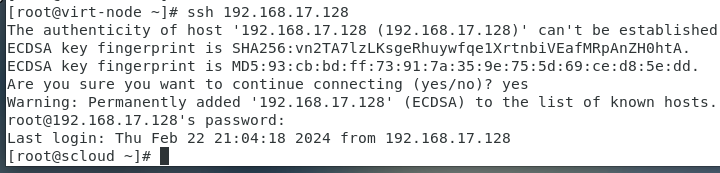 [root@virt-node ~]# ssh 192.168.17.128
The authenticity of host '192.168.17.128 (192.168.17.128)' can't be established
ECDSA key fingerprint is SHA256:vn2TA7lzLKsgeRhuywfqe1XrtnbiVEafMRpAnZH0htA.
ECDSA key fingerprint is MD5:93:cb:bd:ff:73:91:7a:35:9e:75:5d:69:ce:d8:5e:dd.
Are you sure you want to continue connecting (yes/no)? yes
Warning: Permanently added '192.168.17.128' (ECDSA) to the list of known hosts.
root@192.168.17.128's password:
Last login: Thu Feb 22 21:04:18 2024 from 192.168.17.128
[root@scloud ~]#